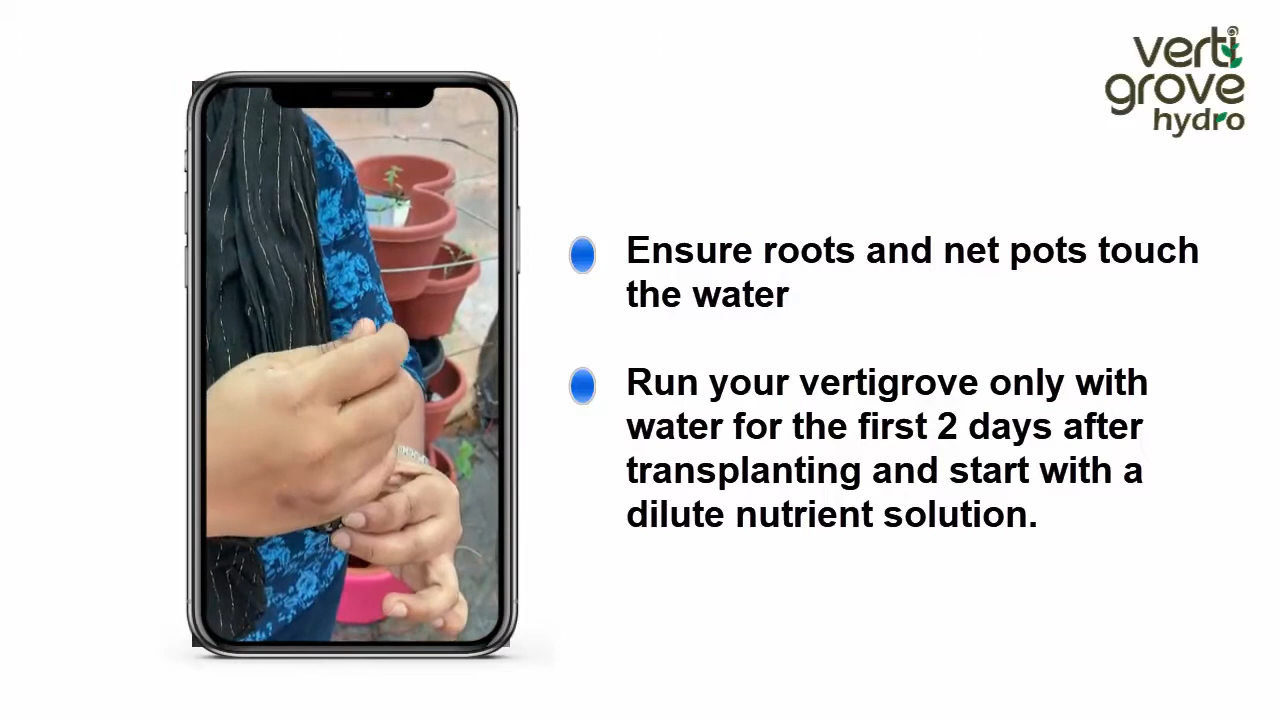 verti
grove
hydro
Ensure roots and net pots touch
the water
Run your vertigrove only with
water for the first 2 days after
transplanting and start with a
dilute nutrient solution.